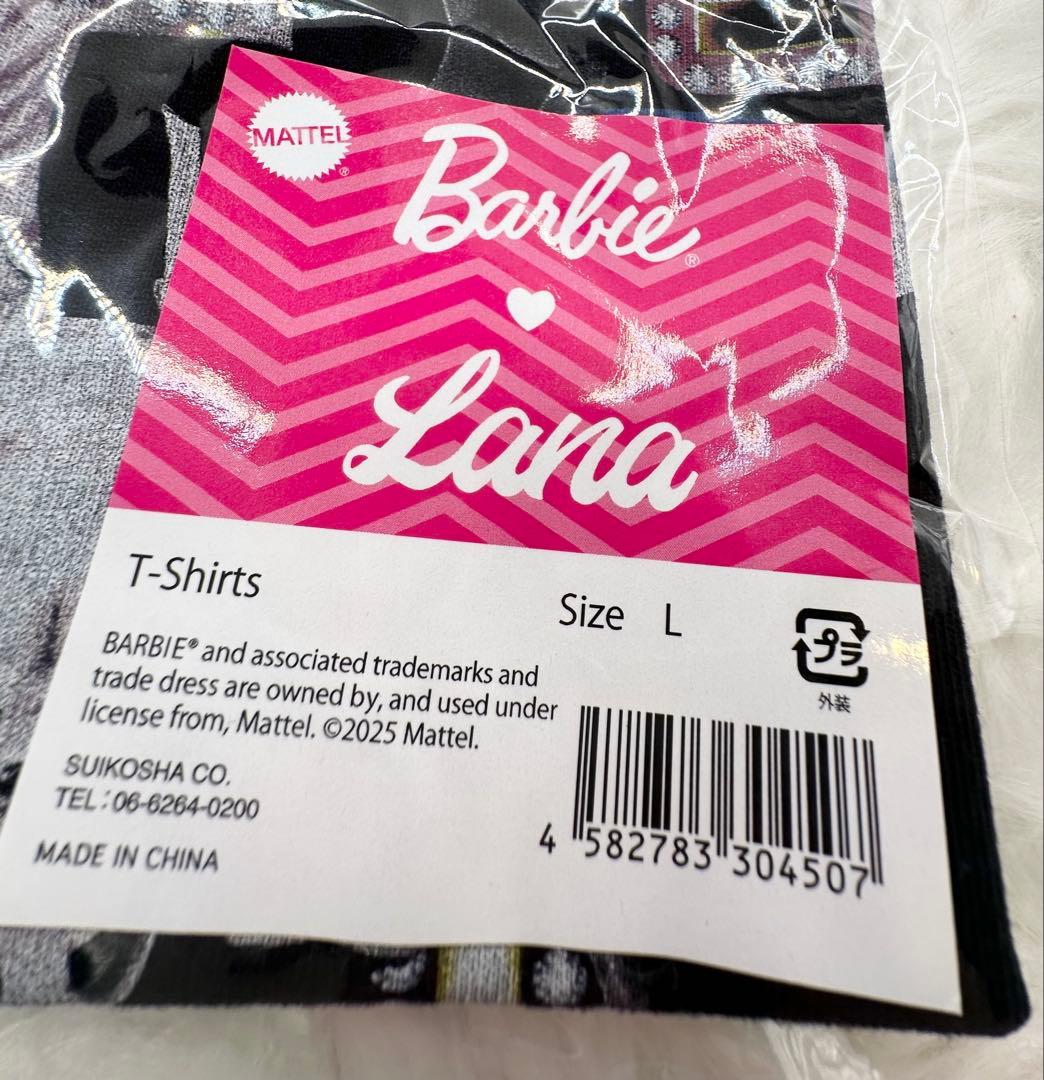 MATTEL
®
Barbie®
Lana
T-Shirts
Size L
プラ
外装
BARBIE® and associated trademarks and
trade dress are owned by, and used under
license from, Mattel. ©2025 Mattel.
SUIKOSHA CO.
TEL:06-6264-0200
MADE IN CHINA
4 582783 304507